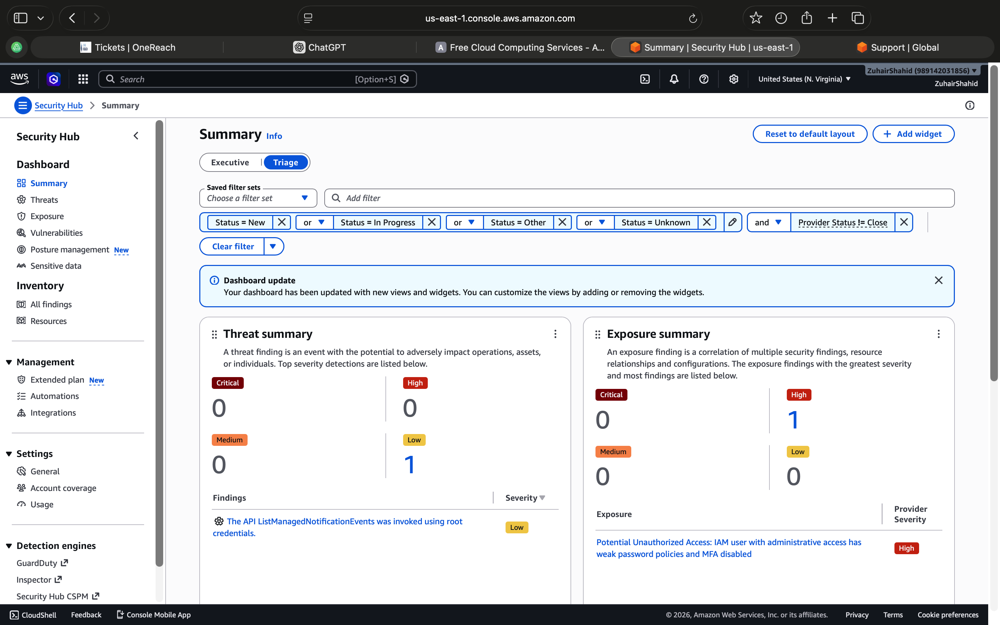 us-east-1.console.aws.amazon.com
Tickets | OneReach
ChatGPT
A
Free Cloud Computing Services - A...
Summary | Security Hub | us-east-1
Support | Global
aws
Search
[Option+S]
United States (N. Virginia)
ZuhairShahid (989142031856)
ZuhairShahid
Security Hub
Summary
Security Hub
Dashboard
Summary
Threats
Exposure
Vulnerabilities
Posture management New
Sensitive data
Inventory
All findings
Resources
Management
Extended plan New
Automations
Integrations
Settings
General
Account coverage
Usage
Detection engines
GuardDuty
Inspector
Security Hub CSPM
Summary Info
Reset to default layout
+ Add widget
Executive
Triage
Saved filter sets
Choose a filter set
Add filter
Status = New
or
Status = In Progress
or
Status = Other
or
Status = Unknown
and
Provider Status != Close
Clear filter
Dashboard update
Your dashboard has been updated with new views and widgets. You can customize the views by adding or removing the widgets.
Threat summary
A threat finding is an event with the potential to adversely impact operations, assets,
or individuals. Top severity detections are listed below.
Critical
0
High
0
Medium
0
Low
1
Findings
Severity
The API ListManagedNotificationEvents was invoked using root
credentials.
Low
Exposure summary
An exposure finding is a correlation of multiple security findings, resource
relationships and configurations. The exposure findings with the greatest severity
and most findings are listed below.
Critical
0
High
1
Medium
0
Low
0
Exposure
Provider
Severity
Potential Unauthorized Access: IAM user with administrative access has
weak password policies and MFA disabled
High
CloudShell
Feedback
Console Mobile App
© 2026, Amazon Web Services, Inc. or its affiliates.
Privacy
Terms
Cookie preferences